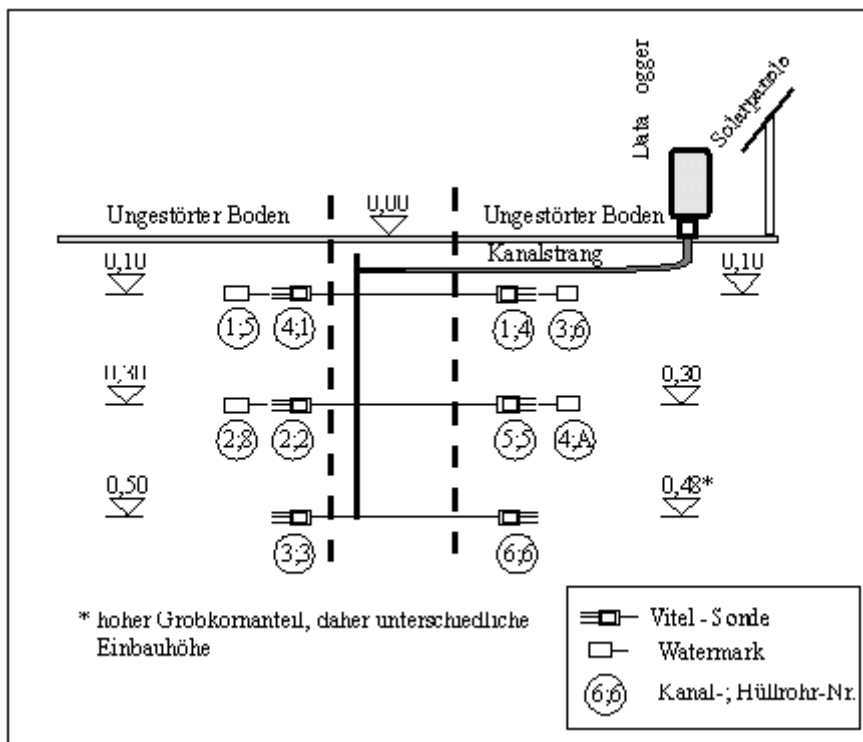 Data ogger
Solarpanele
Ungestörter Boden
0,00
Ungestörter Boden
Kanalstrang
0,10
0,10
1;5
4;1
1;4
3;6
0,30
0,30
2;8
2;2
5;5
4;A
0,50
0,48*
3;3
6;6
* hoher Grobkornanteil, daher unterschiedliche
Einbauhöhe
Vitel - Sonde
Watermark
6;6
Kanal-; Hüllrohr-Nr.